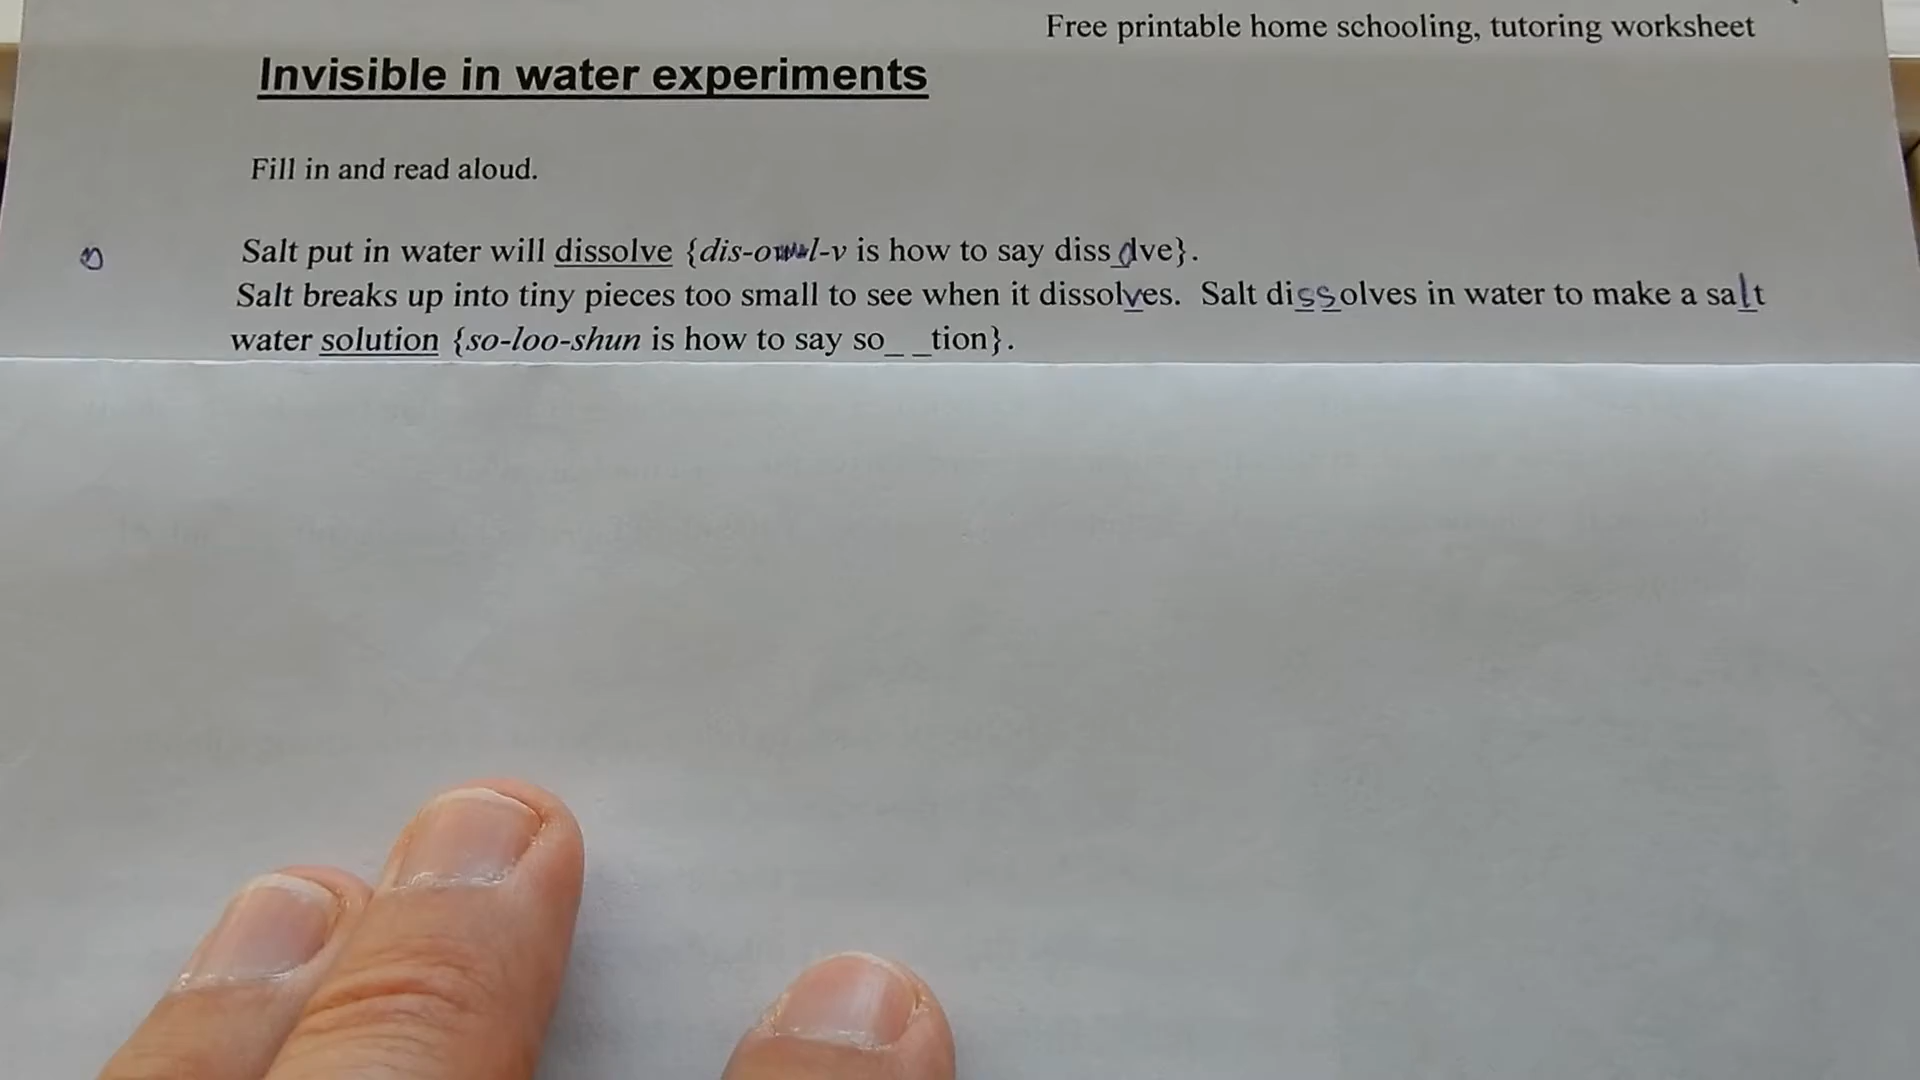 Free printable home schooling, tutoring worksheet
Invisible in water experiments
Fill in and read aloud.
Salt put in water will dissolve {dis-ol-v is how to say dissolve}.
Salt breaks up into tiny pieces too small to see when it dissolves. Salt dissolves in water to make a salt
water solution {so-loo-shun is how to say so_ _tion}.